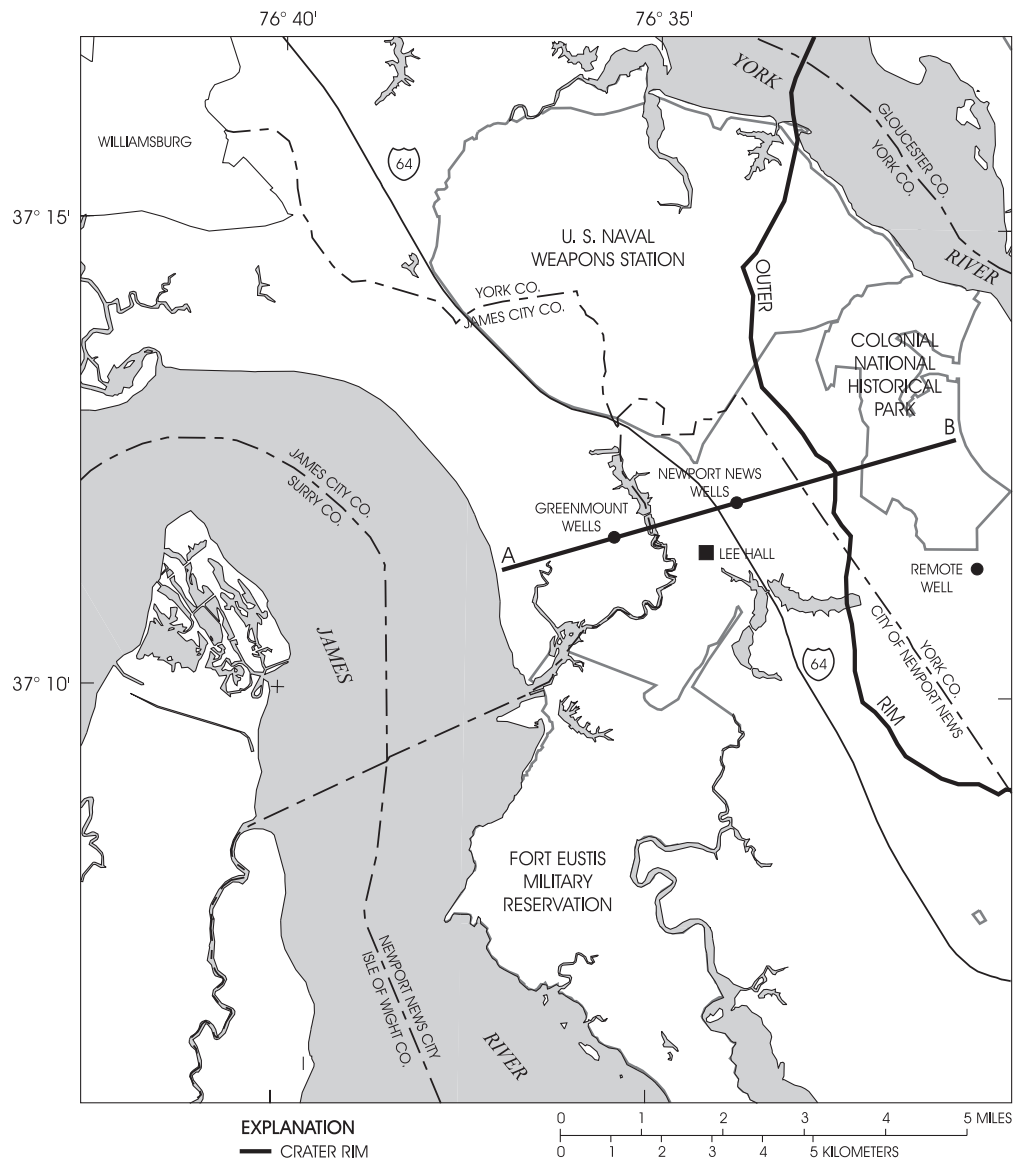 76° 40'
76° 35'
YORK
GLOUCESTER CO.
YORK CO.
WILLIAMSBURG
64
37° 15'
U. S. NAVAL
WEAPONS STATION
RIVER
OUTER
YORK CO.
JAMES CITY CO.
COLONIAL
NATIONAL
HISTORICAL
PARK
B
JAMES CITY CO.
SURRY CO.
NEWPORT NEWS
WELLS
GREENMOUNT
WELLS
A
LEE HALL
REMOTE
WELL
JAMES
YORK CO.
CITY OF NEWPORT NEWS
64
37° 10'
RIM
FORT EUSTIS
MILITARY
RESERVATION
NEWPORT NEWS CITY
ISLE OF WIGHT CO.
RIVER
EXPLANATION
CRATER RIM
0 1 2 3 4 5 MILES
0 1 2 3 4 5 KILOMETERS